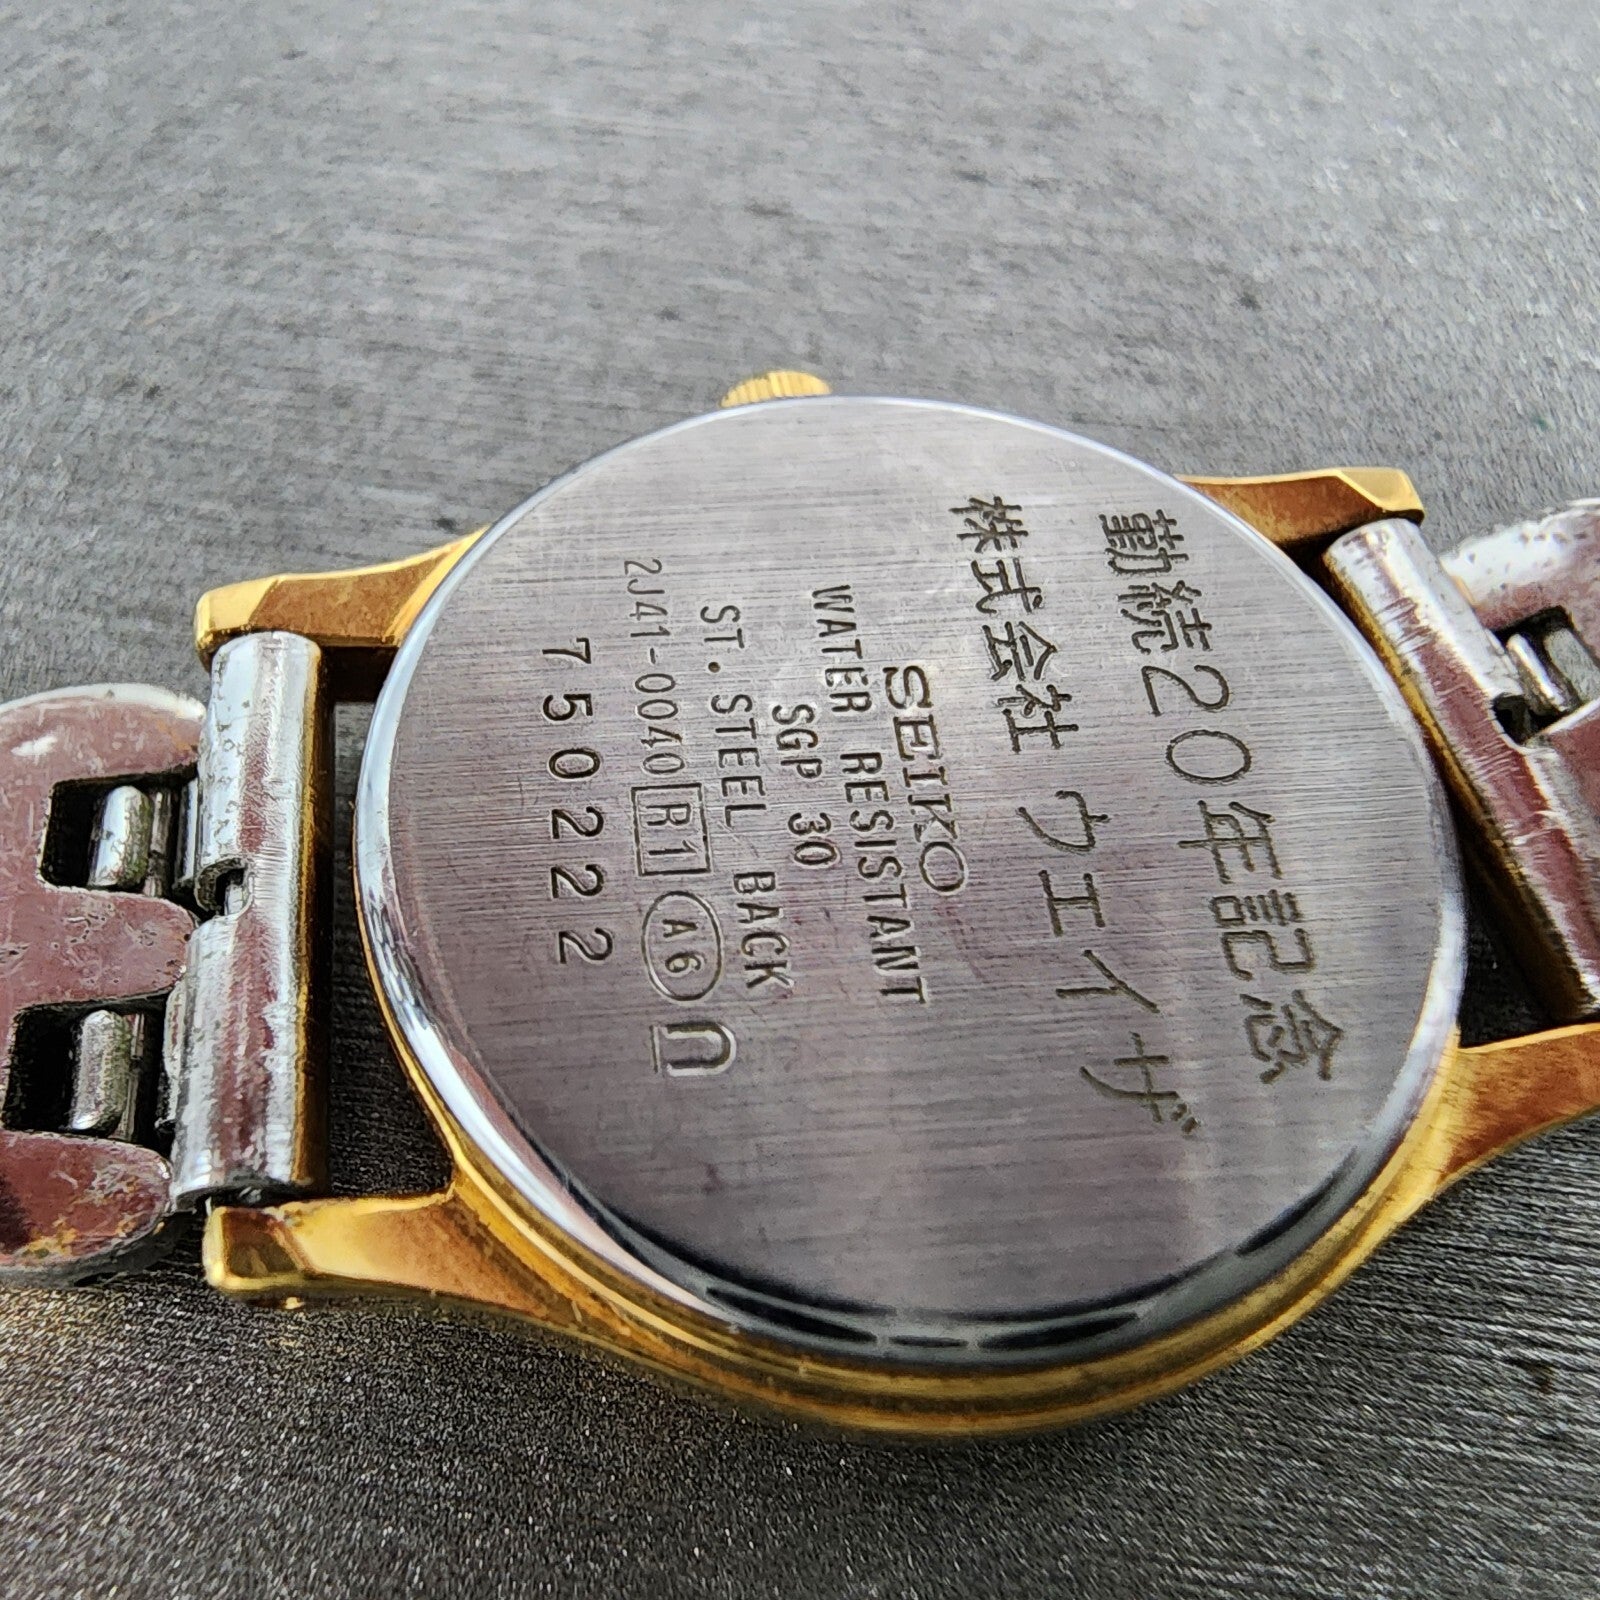 勤続20年記念
株式会社 ウエイザ
SEIKO
WATER RESISTANT
SGP 30
ST.STEEL BACK
2J41-0040 R1 A6
750222